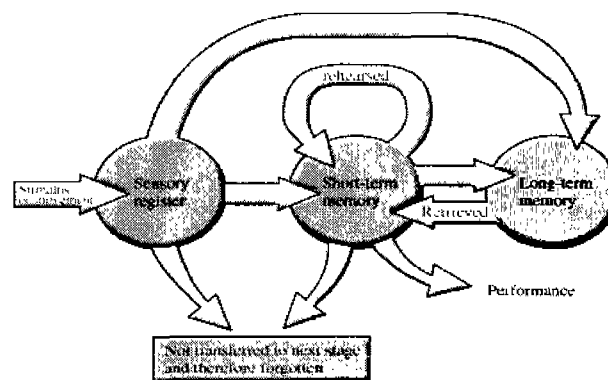 rehearsed
Stimulus
environment
Sensory
register
Short-term
memory
Long-term
memory
Retrieved
Performance
Not transferred to next stage
and therefore forgotten